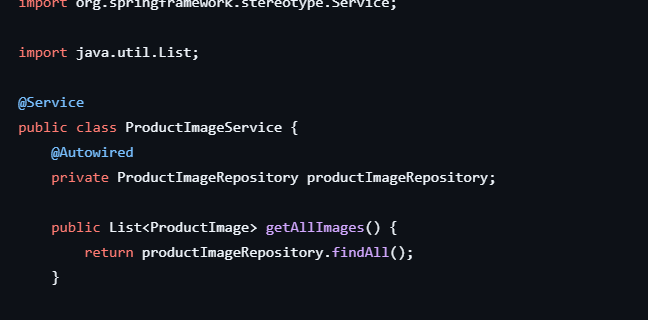 import org.springframework.stereotype.Service;
import java.util.List;
@Service
public class ProductImageService {
    @Autowired
    private ProductImageRepository productImageRepository;
    public List<ProductImage> getAllImages() {
        return productImageRepository.findAll();
    }